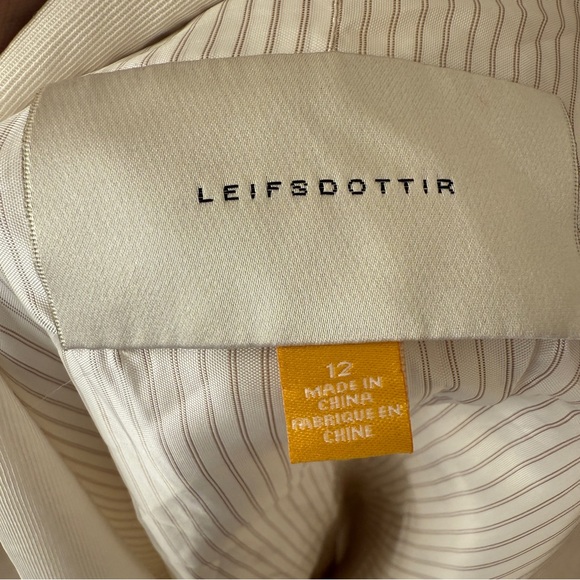 LEIFSDOTTIR
12
MADE IN
CHINA
FABRIQUE EN
CHINE